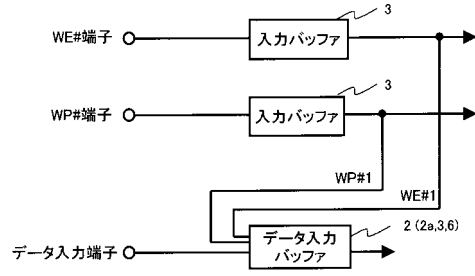 3
WE#端子
入力バッファ
3
WP#端子
入力バッファ
WP#1
WE#1
2 (2a,3,6)
データ入力端子
データ入力
バッファ